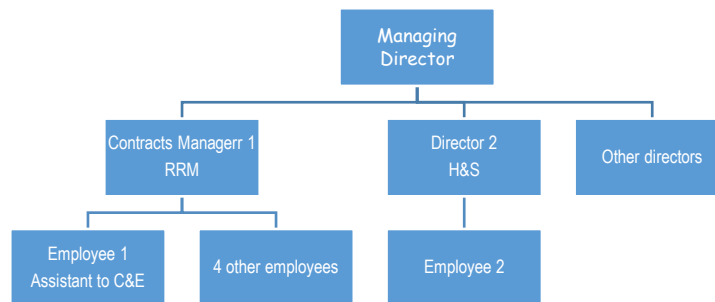 Managing
Director
Contracts Managerr 1
RRM
Director 2
H&S
Other directors
Employee 1
Assistant to C&E
4 other employees
Employee 2